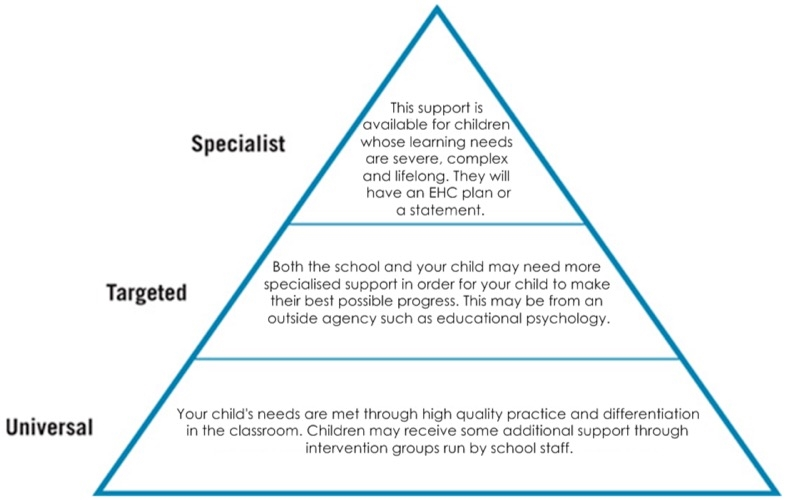 Specialist
This support is
available for children
whose learning needs
are severe, complex
and lifelong. They will
have an EHC plan or
a statement.
Targeted
Both the school and your child may need more
specialised support in order for your child to make
their best possible progress. This may be from an
outside agency such as educational psychology.
Universal
Your child's needs are met through high quality practice and differentiation
in the classroom. Children may receive some additional support through
intervention groups run by school staff.